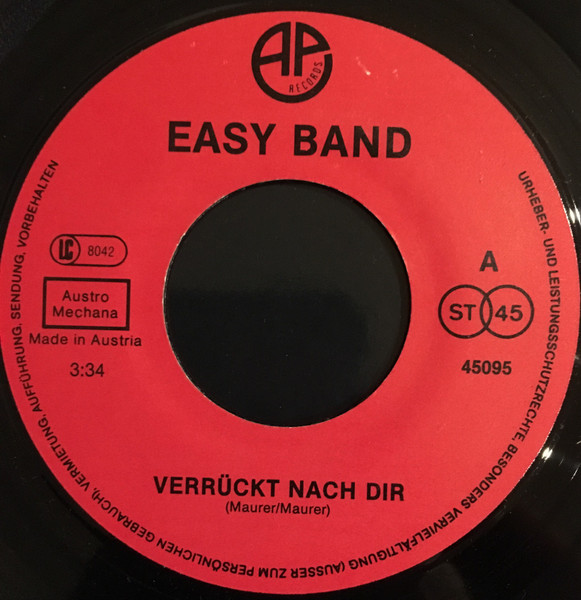 AP
RECORDS
EASY BAND
LC 8042
Austro
Mechana
Made in Austria
3:34
A
ST 45
45095
VERRÜCKT NACH DIR
(Maurer/Maurer)
URHEBER- UND LEISTUNGSSCHUTZRECHTE, BESONDERS VERVIELFÄLTIGUNG (AUSSER ZUM PERSÖNLICHEN GEBRAUCH), VERMIETUNG, AUFFÜHRUNG, SENDUNG, VORBEHALTEN